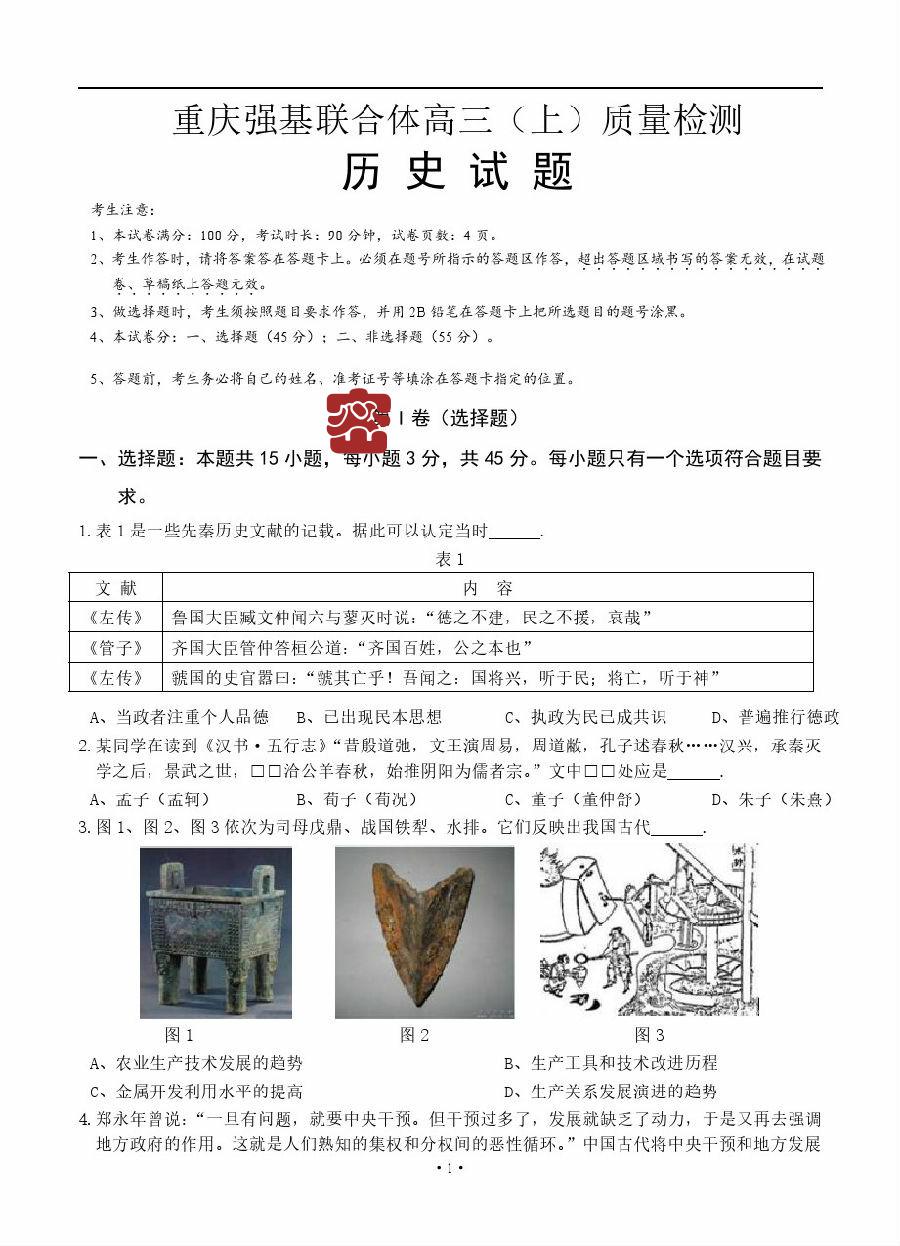 重庆强基联合体高三（上）质量检测
历 史 试 题
考生注意：
1、本试卷满分：100 分，考试时长：90 分钟，试卷页数：4 页。
2、考生作答时，请将答案答在答题卡上。必须在题号所指示的答题区作答，超出答题区域书写的答案无效，在试题
卷、草稿纸上答题无效。
3、做选择题时，考生须按照题目要求作答，并用 2B 铅笔在答题卡上把所选题目的题号涂黑。
4、本试卷分：一、选择题（45 分）；二、非选择题（55 分）。
5、答题前，考生务必将自己的姓名、准考证号等填涂在答题卡指定的位置。
I 卷（选择题）
一、选择题：本题共 15 小题，每小题 3 分，共 45 分。每小题只有一个选项符合题目要
求。
1. 表 1 是一些先秦历史文献的记载。据此可以认定当时______.
表 1
文 献 内 容
《左传》 鲁国大臣臧文仲闻六与蓼灭时说：“德之不建，民之不援，哀哉”
《管子》 齐国大臣管仲答桓公道：“齐国百姓，公之本也”
《左传》 虢国的史官嚣曰：“虢其亡乎！吾闻之：国将兴，听于民；将亡，听于神”
A、当政者注重个人品德 B、已出现民本思想 C、执政为民已成共识 D、普遍推行德政
2. 某同学在读到《汉书·五行志》“昔殷道弛，文王演周易，周道敝，孔子述春秋……汉兴，承秦灭
学之后，景武之世，□□治公羊春秋，始推阴阳为儒者宗。”文中□□处应是______.
A、孟子（孟轲） B、荀子（荀况） C、董子（董仲舒） D、朱子（朱熹）
3. 图 1、图 2、图 3 依次为司母戊鼎、战国铁犁、水排。它们反映出我国古代______.
图 1 图 2 图 3
A、农业生产技术发展的趋势 B、生产工具和技术改进历程
C、金属开发利用水平的提高 D、生产关系发展演进的趋势
4. 郑永年曾说：“一旦有问题，就要中央干预。但干预过多了，发展就缺乏了动力，于是又再去强调
地方政府的作用。这就是人们熟知的集权和分权间的恶性循环。”中国古代将中央干预和地方发展
·1·